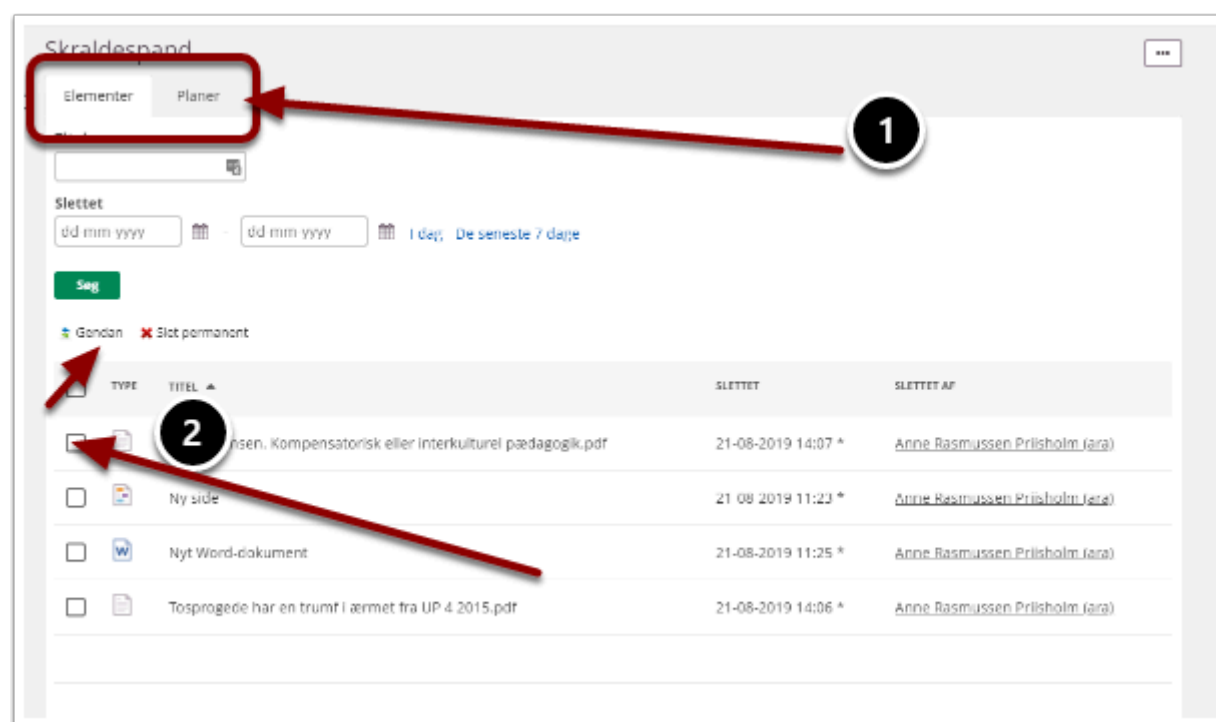 Skraldespand
Elementer Planer
1
Slettet
dd mm yyyy - dd mm yyyy I dag De seneste 7 dage
Søg
Gendan Slet permanent
TYPE TITEL SLETTET SLETTET AF
2 nsen. Kompensatorisk eller interkulturel pædagogik.pdf 21-08-2019 14:07 * Anne Rasmussen Priisholm (ara)
Ny side 21-08-2019 11:23 * Anne Rasmussen Priisholm (ara)
Nyt Word-dokument 21-08-2019 11:25 * Anne Rasmussen Priisholm (ara)
Tosprogede har en trumf i ærmet fra UP 4 2015.pdf 21-08-2019 14:06 * Anne Rasmussen Priisholm (ara)